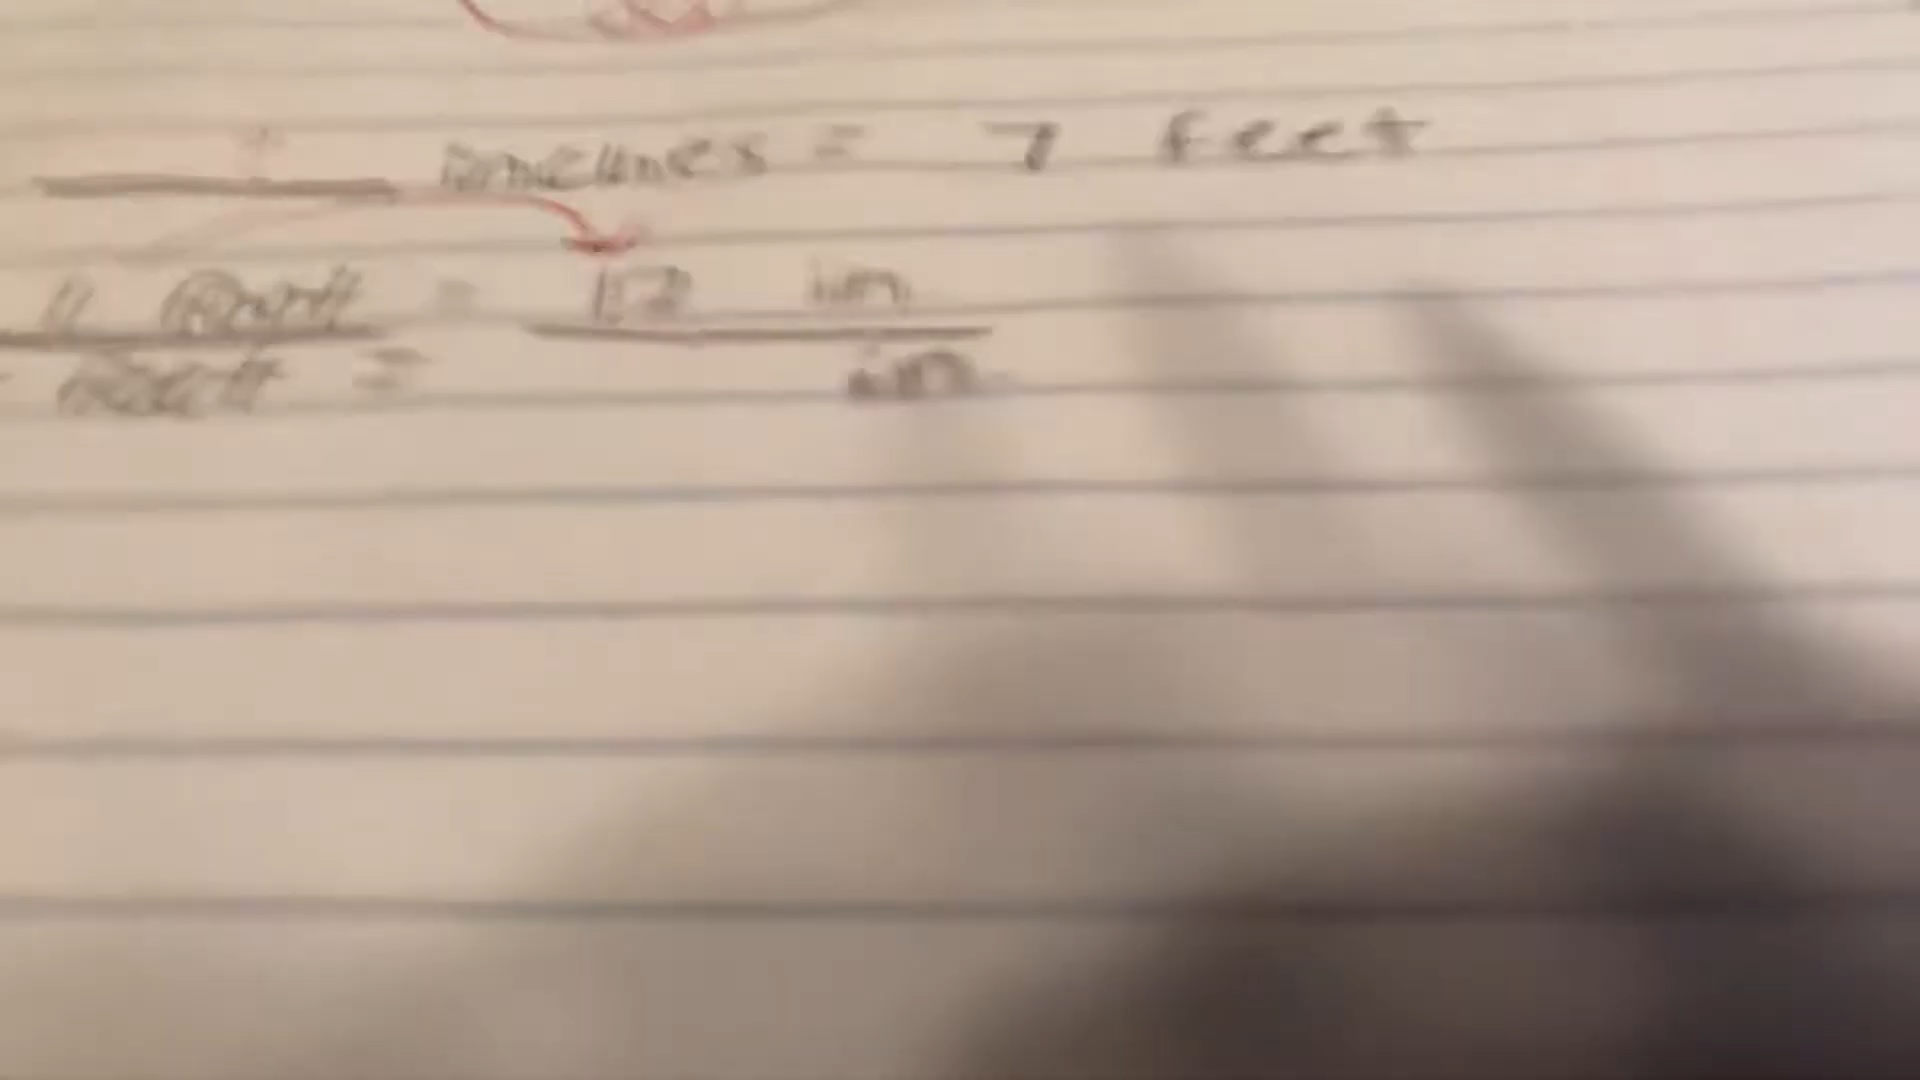 inches = 7 feet
1 foot = 12 in
feet = in